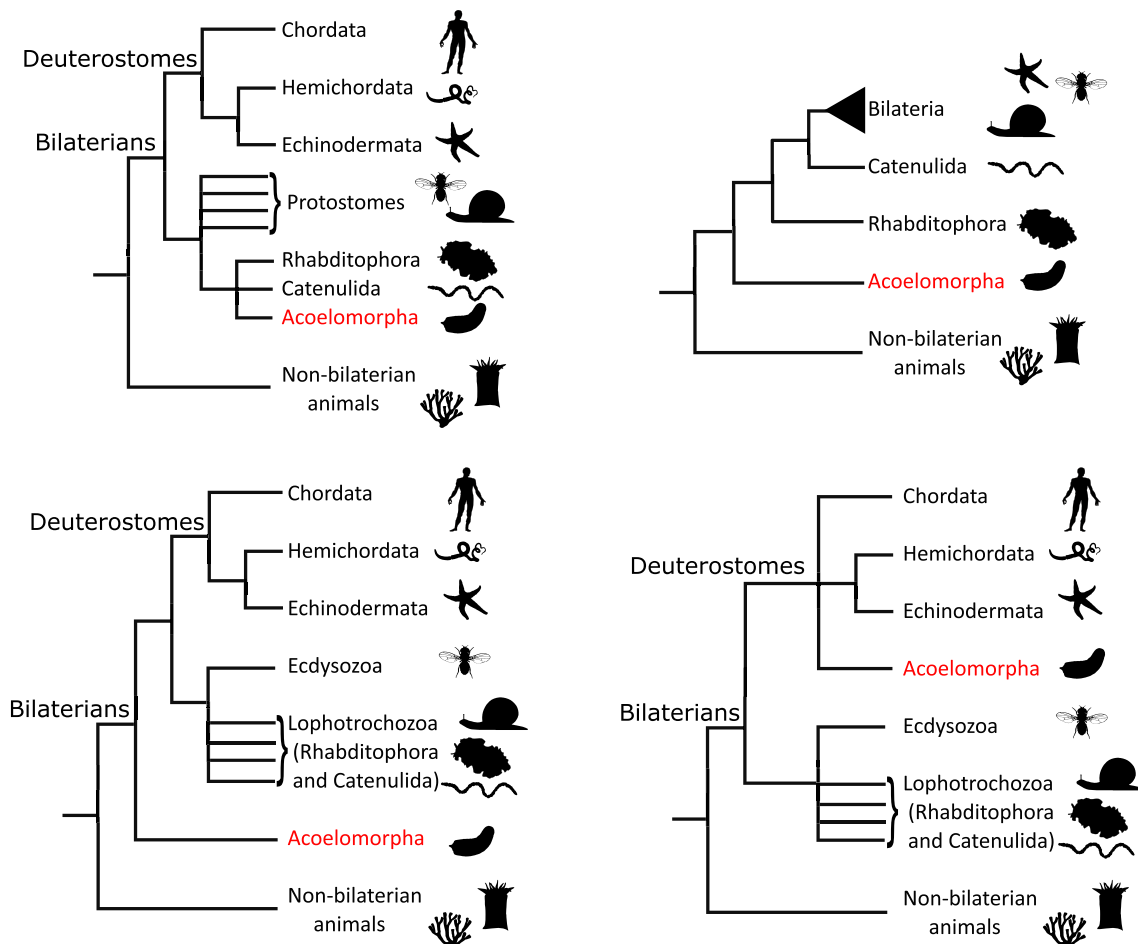 Chordata
Deuterostomes
Hemichordata
Bilaterians
Echinodermata
Protostomes
Rhabditophora
Catenulida
Acoelomorpha
Non-bilaterian
animals
Bilateria
Catenulida
Rhabditophora
Acoelomorpha
Non-bilaterian
animals
Chordata
Deuterostomes
Hemichordata
Echinodermata
Ecdysozoa
Bilaterians
Lophotrochozoa
(Rhabditophora
and Catenulida)
Acoelomorpha
Non-bilaterian
animals
Chordata
Hemichordata
Deuterostomes
Echinodermata
Acoelomorpha
Bilaterians
Ecdysozoa
Lophotrochozoa
(Rhabditophora
and Catenulida)
Non-bilaterian
animals